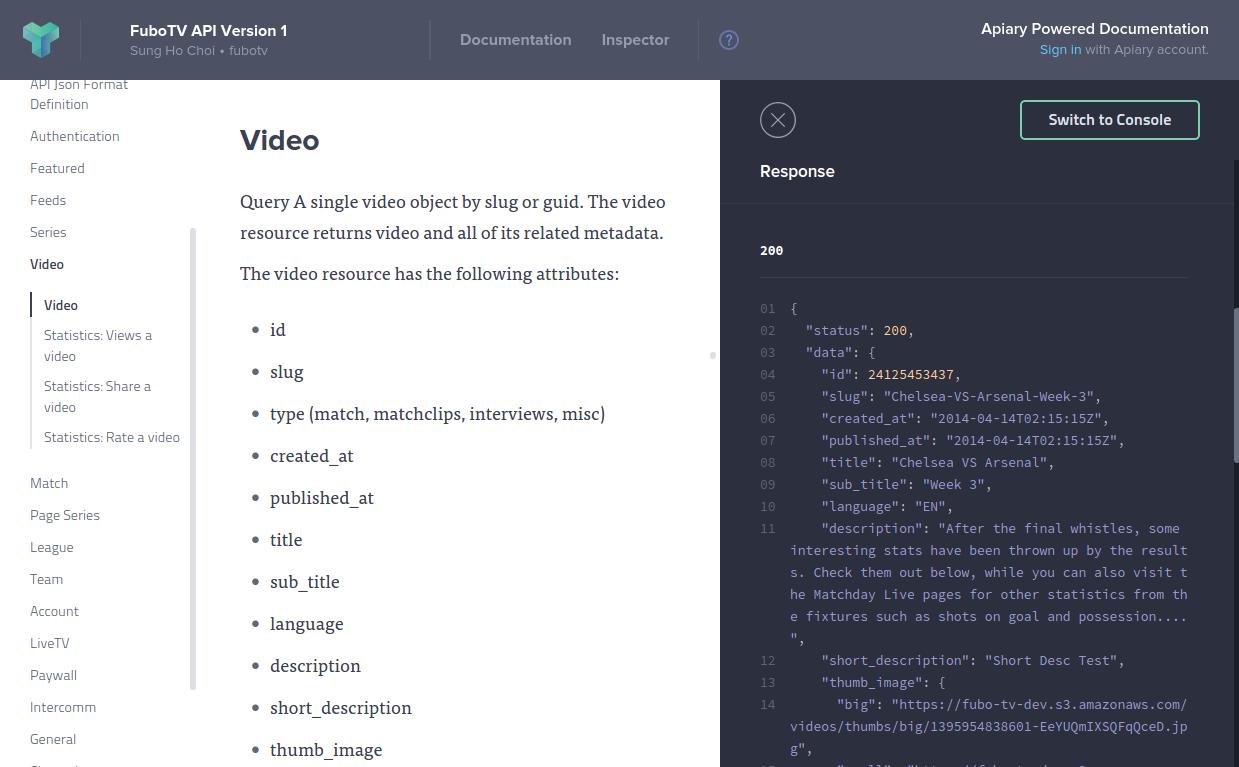 FuboTV API Version 1
Sung Ho Choi • fubotv
Documentation
Inspector
?
Apiary Powered Documentation
Sign in with Apiary account.
API Json Format
Definition
Authentication
Featured
Feeds
Series
Video
Video
Statistics: Views a
video
Statistics: Share a
video
Statistics: Rate a video
Match
Page Series
League
Team
Account
LiveTV
Paywall
Intercomm
General
Video
Query A single video object by slug or guid. The video
resource returns video and all of its related metadata.
The video resource has the following attributes:
• id
• slug
• type (match, matchclips, interviews, misc)
• created_at
• published_at
• title
• sub_title
• language
• description
• short_description
• thumb_image
Switch to Console
Response
200
01 {
02 "status": 200,
03 "data": {
04 "id": 24125453437,
05 "slug": "Chelsea-VS-Arsenal-Week-3",
06 "created_at": "2014-04-14T02:15:15Z",
07 "published_at": "2014-04-14T02:15:15Z",
08 "title": "Chelsea VS Arsenal",
09 "sub_title": "Week 3",
10 "language": "EN",
11 "description": "After the final whistles, some
interesting stats have been thrown up by the result
s. Check them out below, while you can also visit t
he Matchday Live pages for other statistics from th
e fixtures such as shots on goal and possession....
",
12 "short_description": "Short Desc Test",
13 "thumb_image": {
14 "big": "https://fubo-tv-dev.s3.amazonaws.com/
videos/thumbs/big/1395954838601-EeYUQmIXSQFqQceD.jp
g",